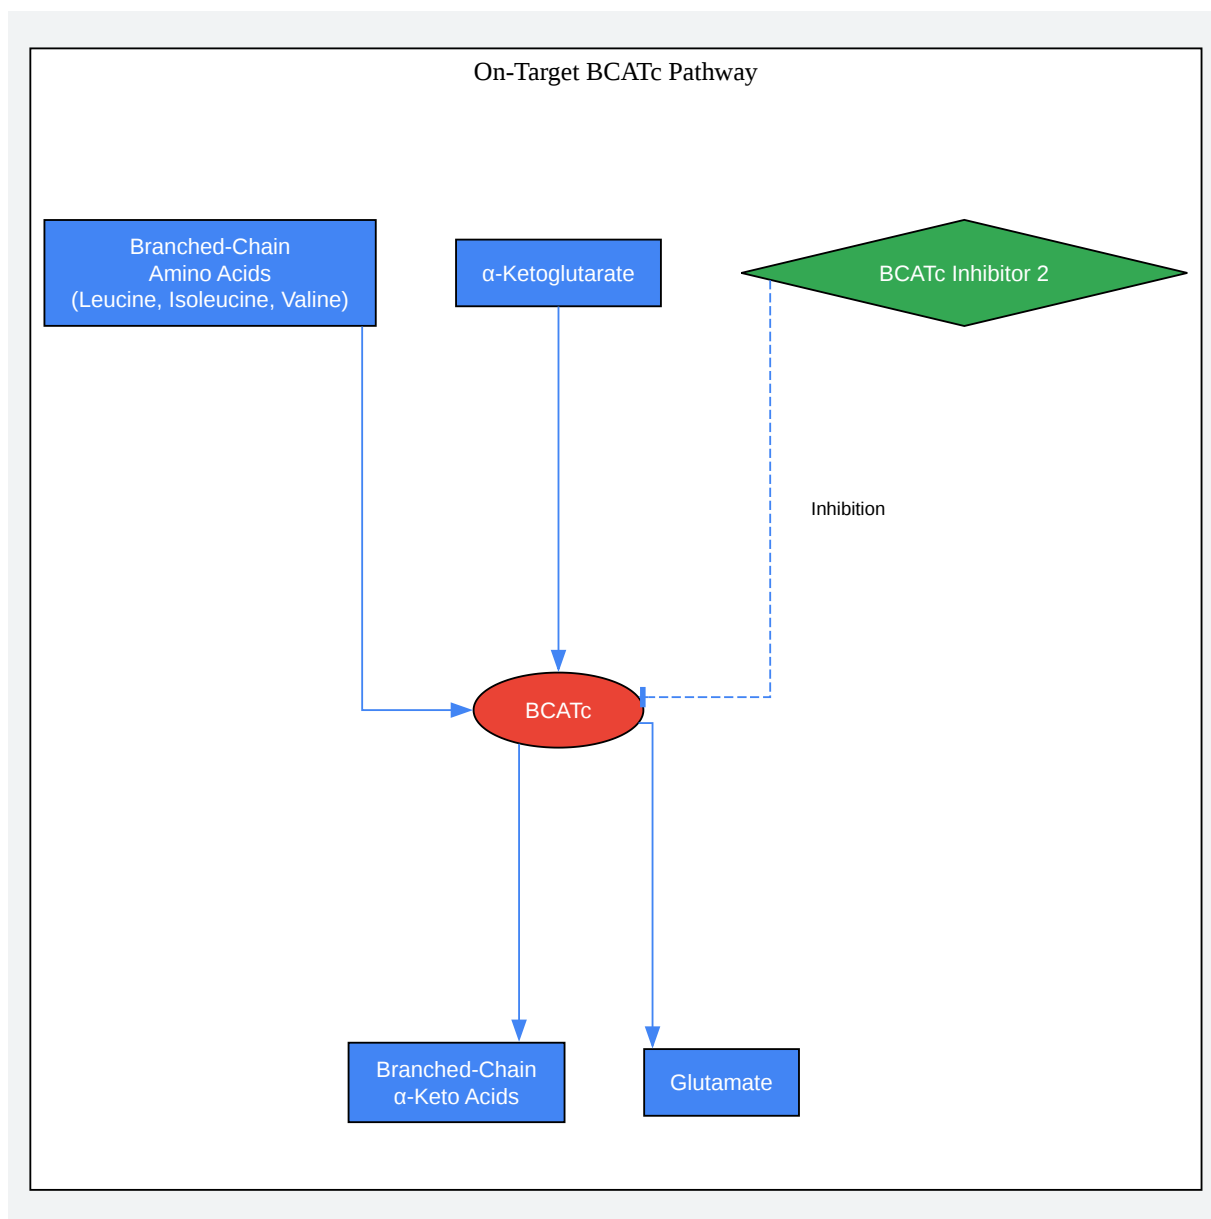 On-Target BCATc Pathway
Branched-Chain
Amino Acids
(Leucine, Isoleucine, Valine)
α-Ketoglutarate
BCATc Inhibitor 2
Inhibition
BCATc
Branched-Chain
α-Keto Acids
Glutamate